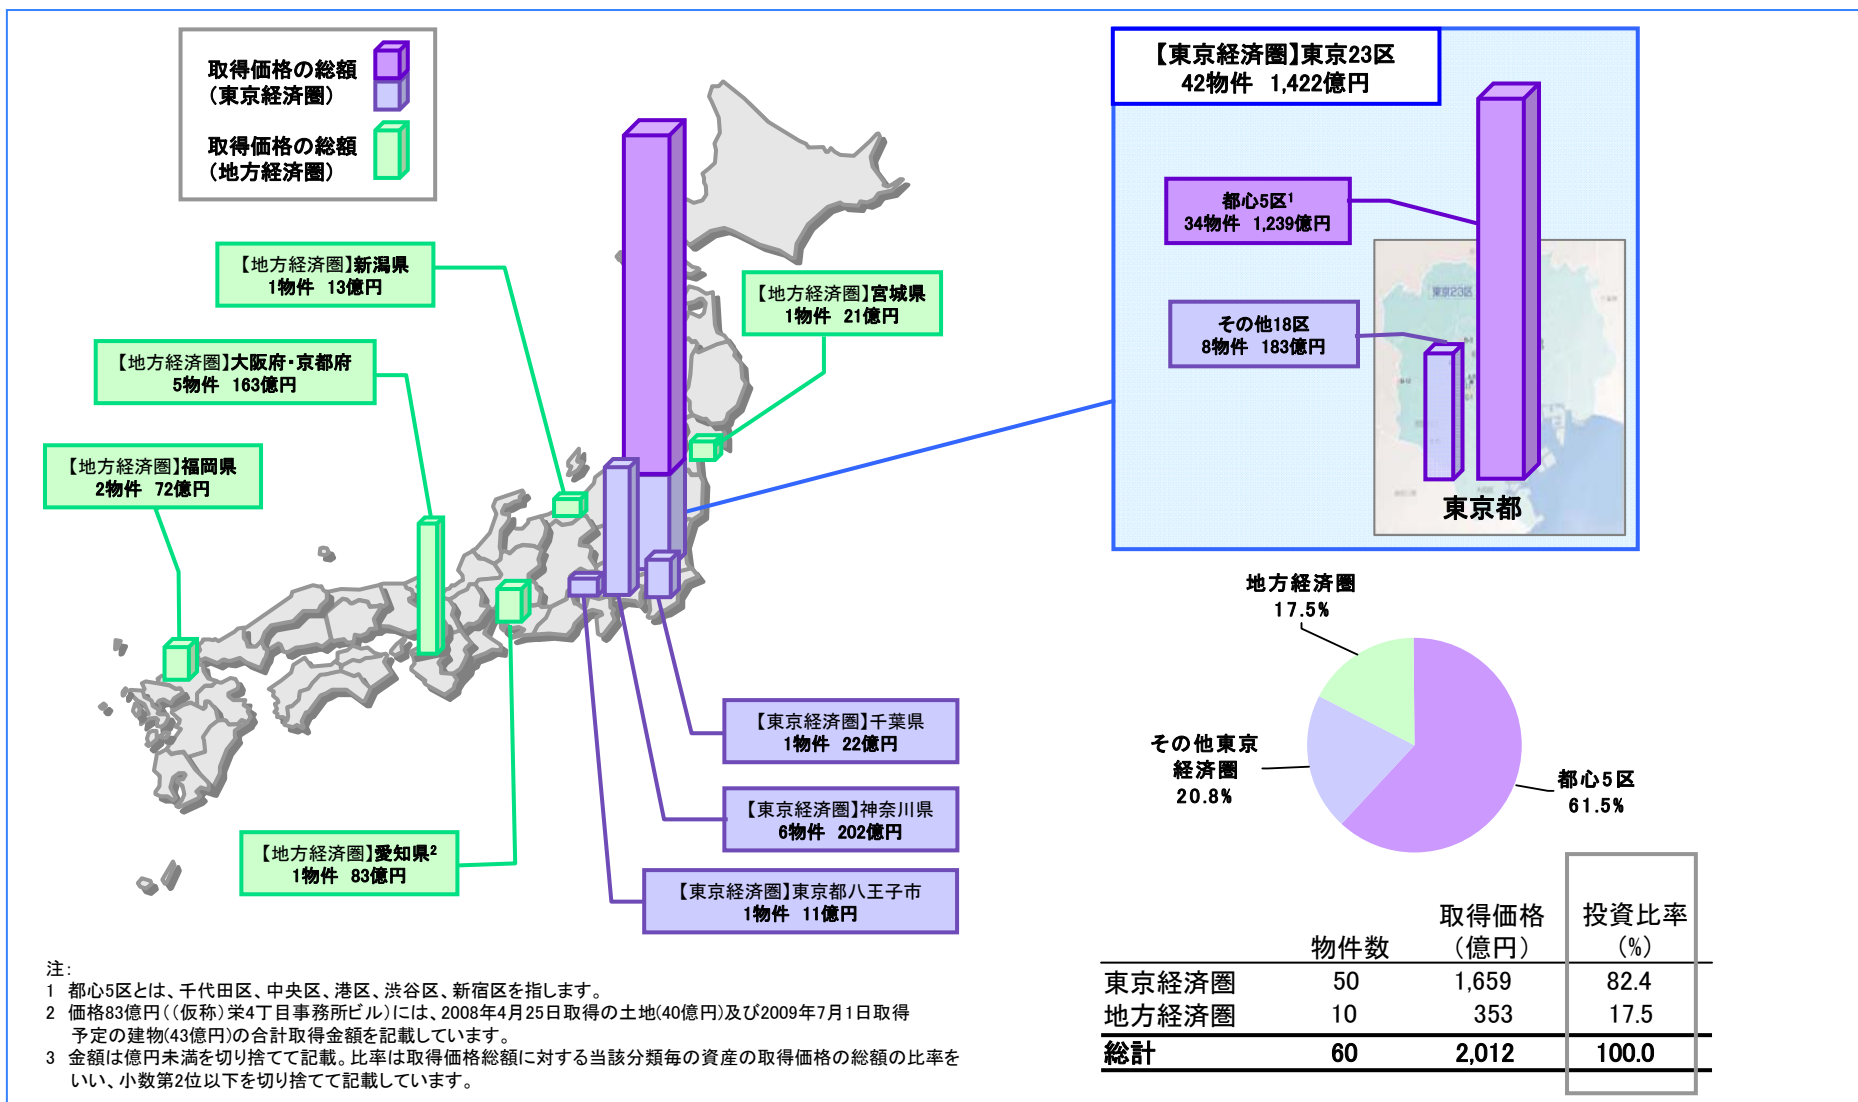 取得価格の総額
(東京経済圏)
取得価格の総額
(地方経済圏)
【東京経済圏】東京23区
42物件 1,422億円
都心5区1
34物件 1,239億円
東京23区
その他18区
8物件 183億円
東京都
【地方経済圏】新潟県
1物件 13億円
【地方経済圏】宮城県
1物件 21億円
【地方経済圏】大阪府・京都府
5物件 163億円
【地方経済圏】福岡県
2物件 72億円
【東京経済圏】千葉県
1物件 22億円
【東京経済圏】神奈川県
6物件 202億円
【地方経済圏】愛知県2
1物件 83億円
【東京経済圏】東京都八王子市
1物件 11億円
地方経済圏
17.5%
その他東京
経済圏
20.8%
都心5区
61.5%
物件数 取得価格(億円) 投資比率(%)
東京経済圏 50 1,659 82.4
地方経済圏 10 353 17.5
総計 60 2,012 100.0
注:
1 都心5区とは、千代田区、中央区、港区、渋谷区、新宿区を指します。
2 価格83億円((仮称)栄4丁目事務所ビル)には、2008年4月25日取得の土地(40億円)及び2009年7月1日取得
予定の建物(43億円)の合計取得金額を記載しています。
3 金額は億円未満を切り捨てて記載。比率は取得価格総額に対する当該分類毎の資産の取得価格の総額の比率を
いい、小数第2位以下を切り捨てて記載しています。